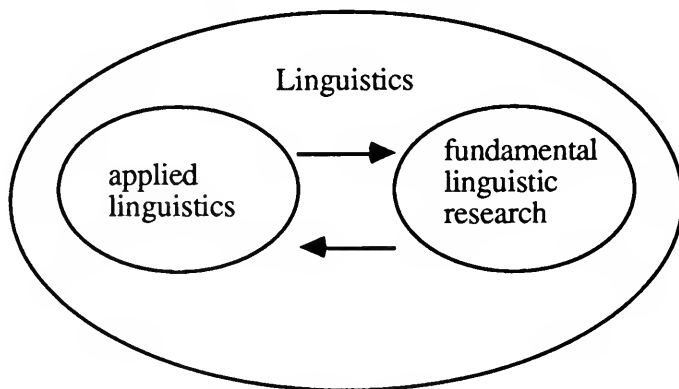 Linguistics
applied
linguistics
fundamental
linguistic
research